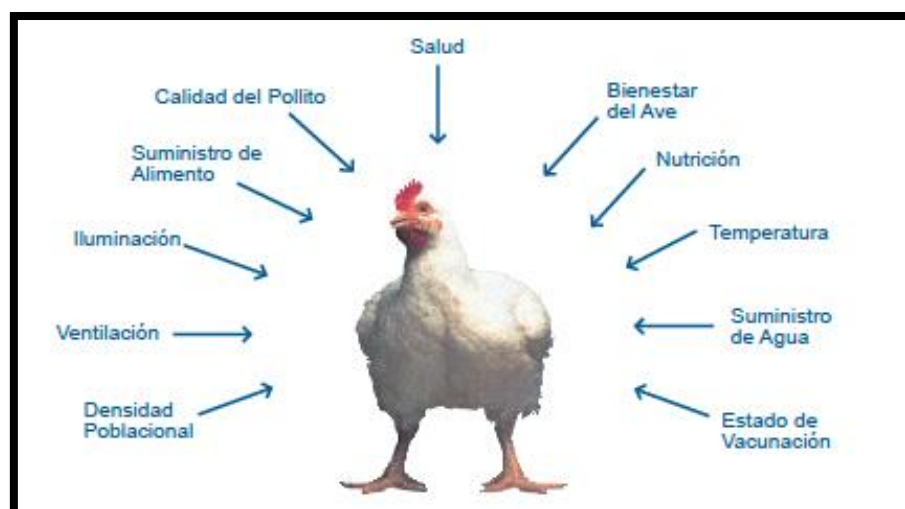 Salud
Calidad del Pollito
Bienestar
del Ave
Suministro de
Alimento
Nutrición
Iluminación
Temperatura
Ventilación
Suministro
de Agua
Densidad
Poblacional
Estado de
Vacunación